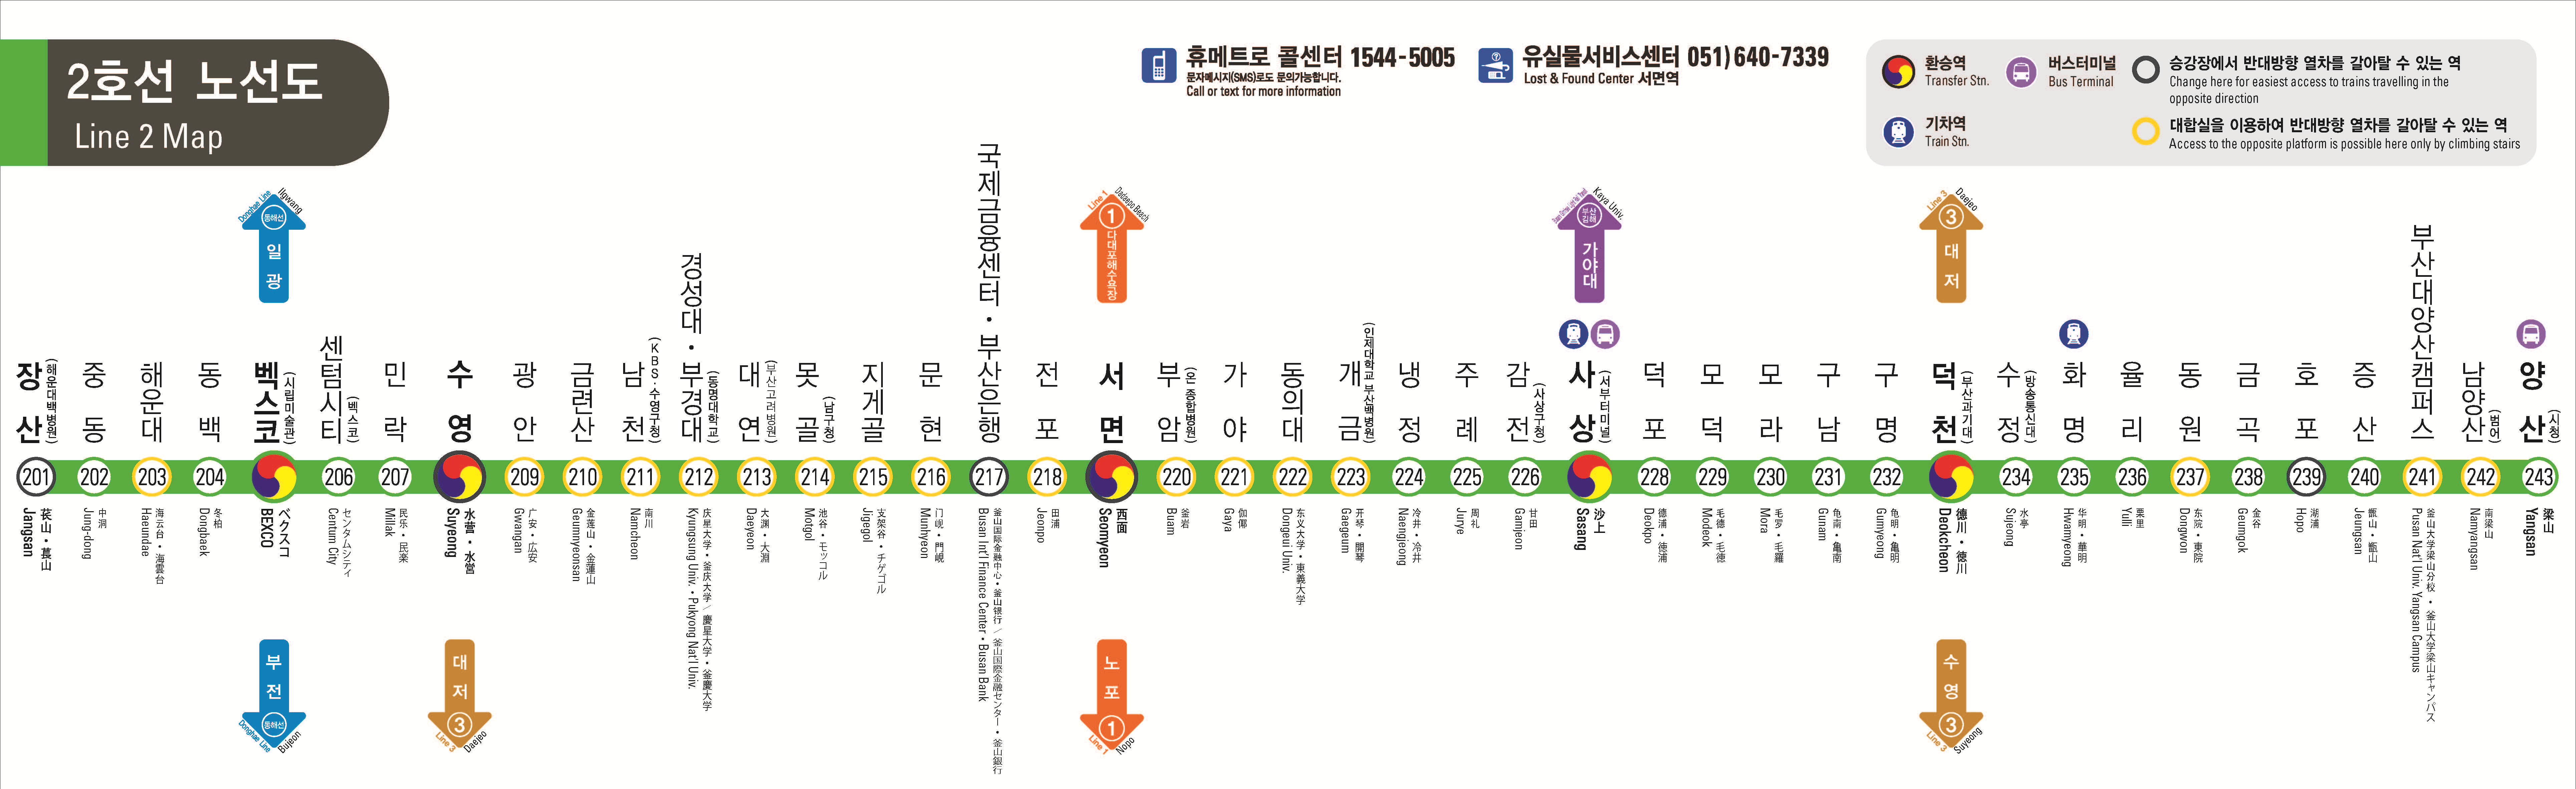 2호선 노선도
Line 2 Map
휴메트로 콜센터 1544-5005
문자메시지(SMS)로도 문의가능합니다.
Call or text for more information
유실물서비스센터 051)640-7339
Lost & Found Center 서면역
환승역
Transfer Stn.
버스터미널
Bus Terminal
기차역
Train Stn.
승강장에서 반대방향 열차를 갈아탈 수 있는 역
Change here for easiest access to trains travelling in the
opposite direction
대합실을 이용하여 반대방향 열차를 갈아탈 수 있는 역
Access to the opposite platform is possible here only by climbing stairs
Donghae Line
Ilgwang
동해선
일광
Line 1
Dadaepo Beach
1
다대포해수욕장
Kaya Univ.
부산김해
가야대
Line 3
Daejeo
3
대저
장산
(해운대백병원)
중동
해운대
동백
벡스코
(시립미술관)
센텀시티
(벡스코)
민락
수영
광안
금련산
남천
(KBS·수영구청)
경성대·부경대
(동명대학교)
대연
(부산고려병원)
못골
(남구청)
지게골
문현
국제금융센터·부산은행
전포
서면
부암
(온 종합병원)
가야
동의대
개금
(인제대학교 부산백병원)
냉정
주례
감전
(사상구청)
사상
(서부터미널)
덕포
모덕
모라
구남
구명
덕천
(부산과기대)
수정
(방송통신대)
화명
율리
동원
금곡
호포
증산
부산대양산캠퍼스
남양산
(범어)
양산
(시청)
201
202
203
204
206
207
209
210
211
212
213
214
215
216
217
218
220
221
222
223
224
225
226
228
229
230
231
232
234
235
236
237
238
239
240
241
242
243
苌山・萇山
Jangsan
中洞
Jung-dong
海云台・海雲台
Haeundae
冬柏
Dongbaek
ベクスコ
BEXCO
センタムシティ
Centum City
民乐・民楽
Millak
水营・水営
Suyeong
广安・広安
Gwangan
金莲山・金蓮山
Geumnyeonsan
南川
Namcheon
庆星大学・釜庆大学/慶星大学・釜慶大学
Kyungsung Univ.・Pukyong Nat'l Univ.
大渊・大淵
Daeyeon
池谷・モッコル
Motgol
支架谷・チゲゴル
Jigegol
门岘・門峴
Munhyeon
釜山国际金融中心・釜山银行/釜山国際金融センター・釜山銀行
Busan Int'l Finance Center・Busan Bank
田浦
Jeonpo
西面
Seomyeon
釜岩
Buam
伽倻
Gaya
东义大学・東義大学
Dongeui Univ.
开琴・開琴
Gaegeum
冷井・冷井
Naengjeong
周礼
Jurye
甘田
Gamjeon
沙上
Sasang
德浦・徳浦
Deokpo
毛德・毛徳
Modeok
毛罗・毛羅
Mora
龟南・亀南
Gunam
龟明・亀明
Gumyeong
德川・徳川
Deokcheon
水亭
Sujeong
华明・華明
Hwamyeong
栗里
Yulli
东院・東院
Dongwon
金谷
Geumgok
湖浦
Hopo
甑山・甑山
Jeungsan
釜山大学梁山分校・釜山大学梁山キャンパス
Pusan Nat'l Univ. Yangsan Campus
南梁山
Namyangsan
梁山
Yangsan
부전
동해선
Donghae Line
Bujeon
대저
3
Line 3
Daejeo
노포
1
Line 1
Nopo
수영
3
Line 3
Suyeong